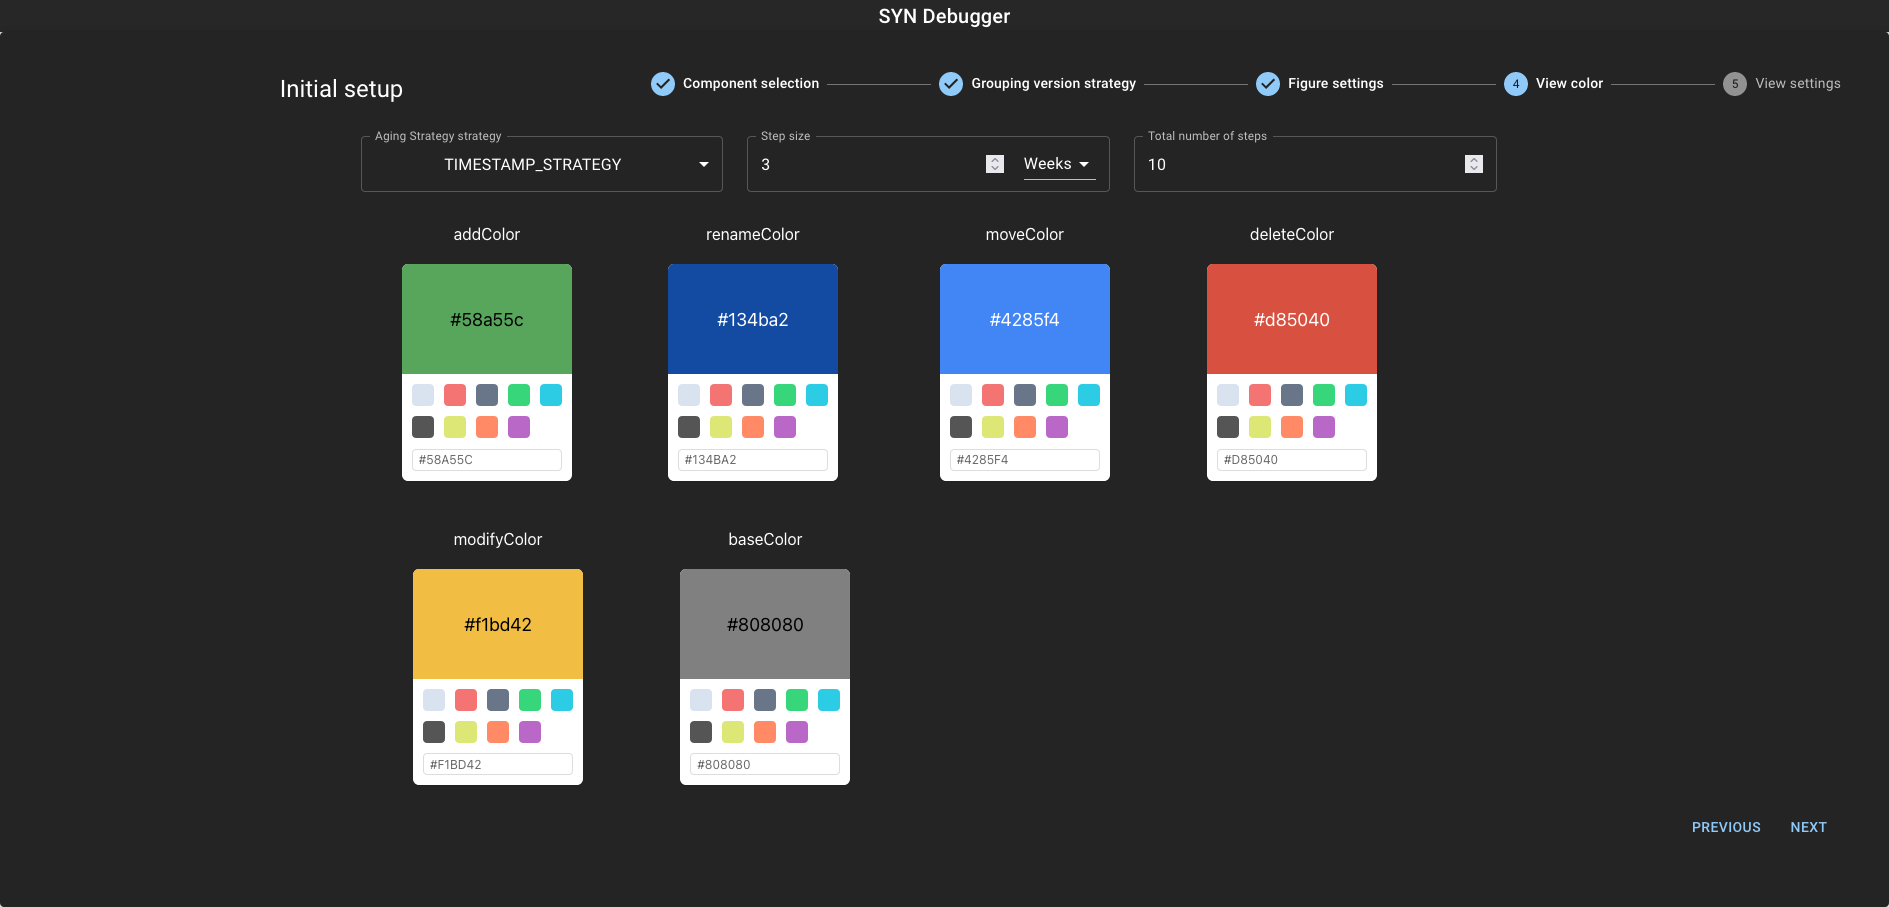 SYN Debugger
Initial setup
Component selection
Grouping version strategy
Figure settings
4 View color
5 View settings
Aging Strategy strategy
TIMESTAMP_STRATEGY
Step size
3 Weeks
Total number of steps
10
addColor renameColor moveColor deleteColor
#58a55c #134ba2 #4285f4 #d85040
#58A55C #134BA2 #4285F4 #D85040
modifyColor baseColor
#f1bd42 #808080
#F1BD42 #808080
PREVIOUS NEXT